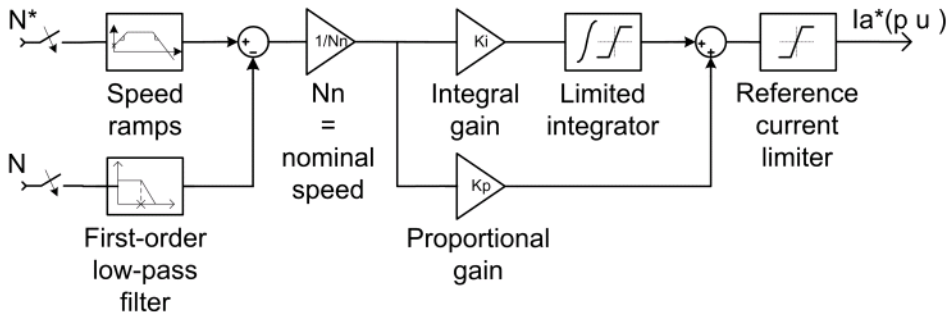 N*
Ia*(p u )
+
−
1/Nn
Ki
+
+
Speed
ramps
Nn
=
nominal
speed
Integral
gain
Limited
integrator
Reference
current
limiter
N
Kp
First-order
low-pass
filter
Proportional
gain